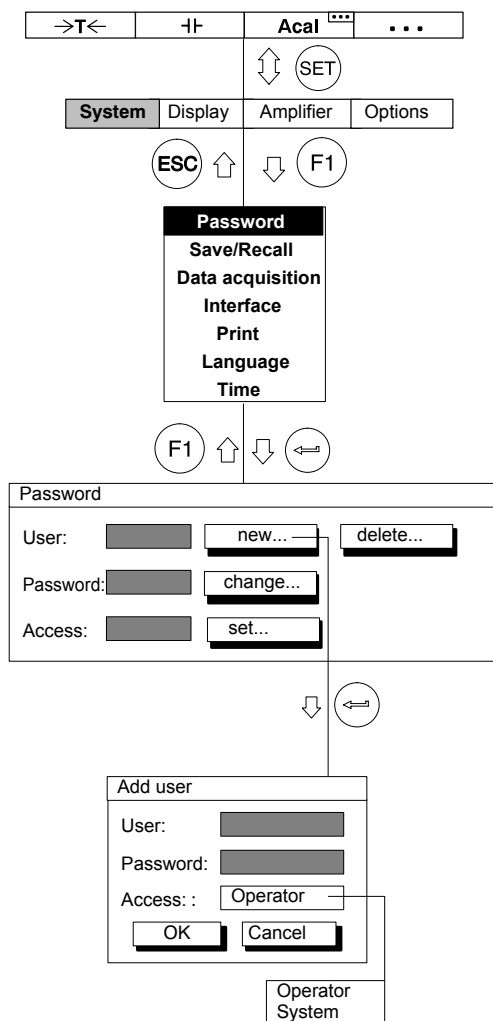 →T← ⊣⊢ Acal ...
SET
System Display Amplifier Options
ESC F1
Password
Save/Recall
Data acquisition
Interface
Print
Language
Time
F1
Password
User: new... delete...
Password: change...
Access: set...
Add user
User:
Password:
Access: : Operator
OK Cancel
Operator
System